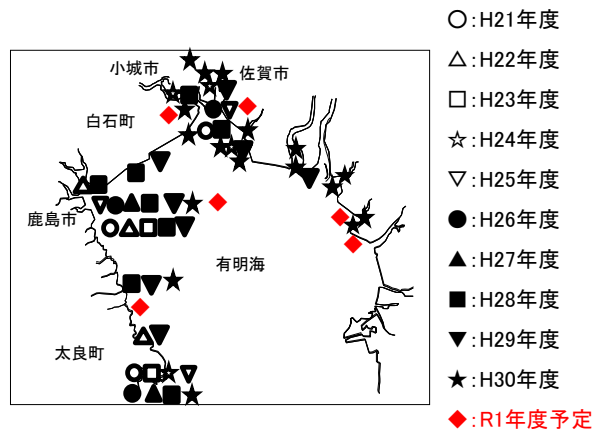 小城市
佐賀市
白石町
鹿島市
有明海
太良町
○:H21年度
△:H22年度
□:H23年度
☆:H24年度
▽:H25年度
●:H26年度
▲:H27年度
■:H28年度
▼:H29年度
★:H30年度
◆:R1年度予定